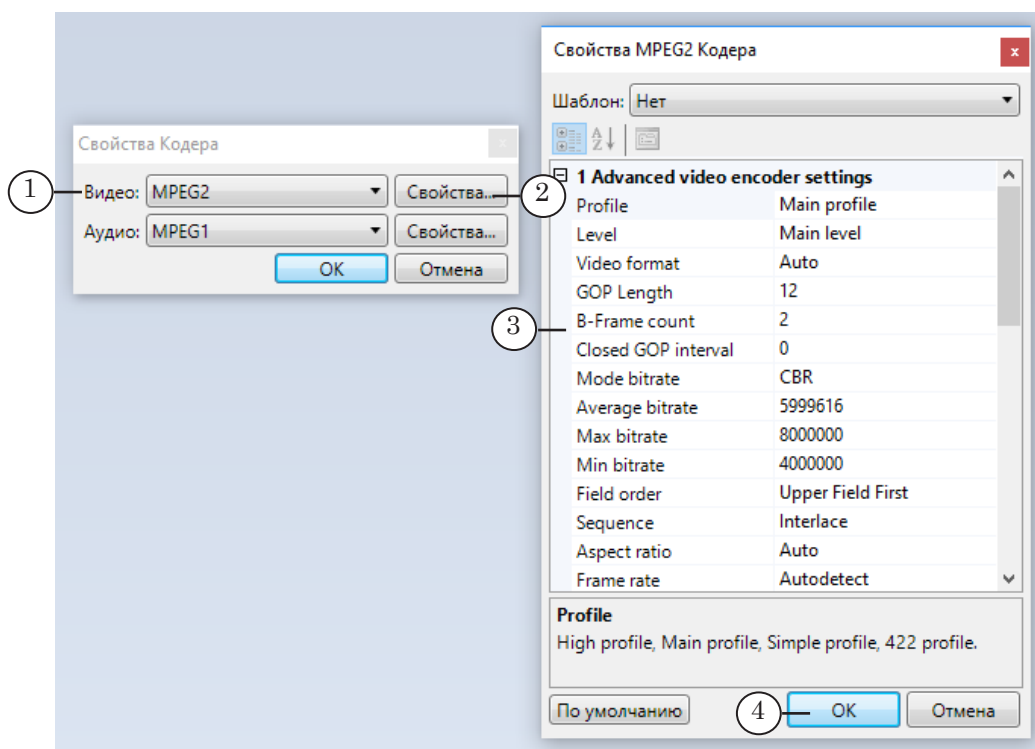 Свойства Кодера
x
1
Видео: MPEG2 Свойства...
2
Аудио: MPEG1 Свойства...
OK Отмена
Свойства MPEG2 Кодера
x
Шаблон: Нет
A
Z
1 Advanced video encoder settings
Profile Main profile
Level Main level
Video format Auto
GOP Length 12
3
B-Frame count 2
Closed GOP interval 0
Mode bitrate CBR
Average bitrate 5999616
Max bitrate 8000000
Min bitrate 4000000
Field order Upper Field First
Sequence Interlace
Aspect ratio Auto
Frame rate Autodetect
Profile
High profile, Main profile, Simple profile, 422 profile.
По умолчанию 4 OK Отмена